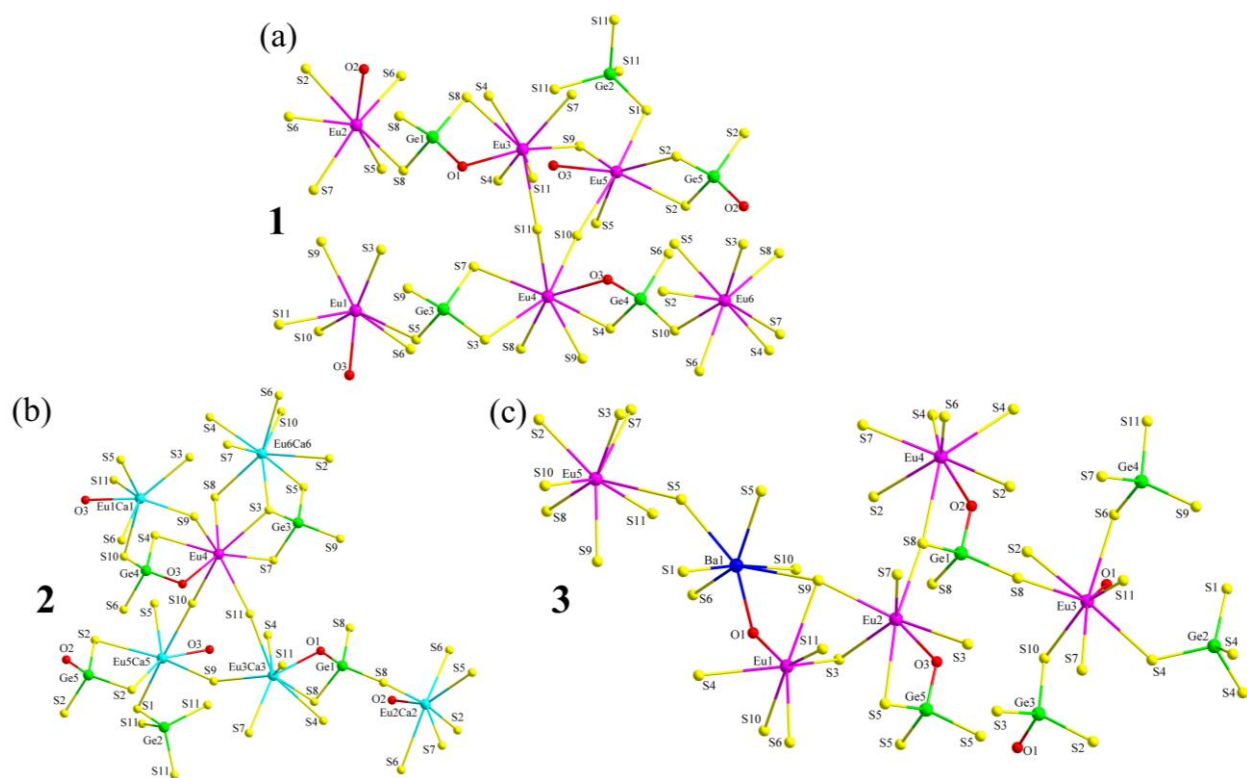 (a)
S11
S11
S11
Ge2
O2
S2
S6
S8
S4
S7
S1
S6
Eu2
S8
Ge1
Eu3
S9
S2
S2
S7
S5
S8
O1
S4
S11
O3
Eu5
Ge5
S2
O2
S5
1
S11
S10
S9
S3
S7
O3
S6
S5
S3
S8
S9
Ge3
Eu4
Ge4
S2
Eu6
S11
Eu1
S10
S5
S6
S3
S4
S10
S7
S8
S9
S4
S6
O3
(b)
S6
S4
S10
S3
S7
Eu6Ca6
S2
S5
S11
S8
S5
Eu1Ca1
O3
S9
S3
Ge3
S6
S4
S9
S10
Eu4
S7
Ge4
O3
S6
S10
S11
2
S5
S2
O3
S4
O1
S8
O2
Eu5Ca5
S11
Ge1
S6
S5
Ge5
S9
Eu3Ca3
S8
S2
S2
S8
O2
S1
S11
S4
Eu2Ca2
S2
S11
Ge2
S7
S7
S11
S6
(c)
S2
S3
S7
S4
S6
S4
S7
S11
S10
Eu5
Eu4
Ge4
S5
S5
S7
S9
S8
S11
S2
O2
S2
S6
S9
S8
Ge1
S2
S10
Ba1
S1
S9
S8
S8
O1
S1
S6
S7
S11
Eu3
3
O1
Eu2
Ge2
S11
S10
S4
S4
Eu1
S3
S3
S7
S4
S4
O3
S10
S6
S5
Ge5
S3
Ge3
S5
S5
O1
S2